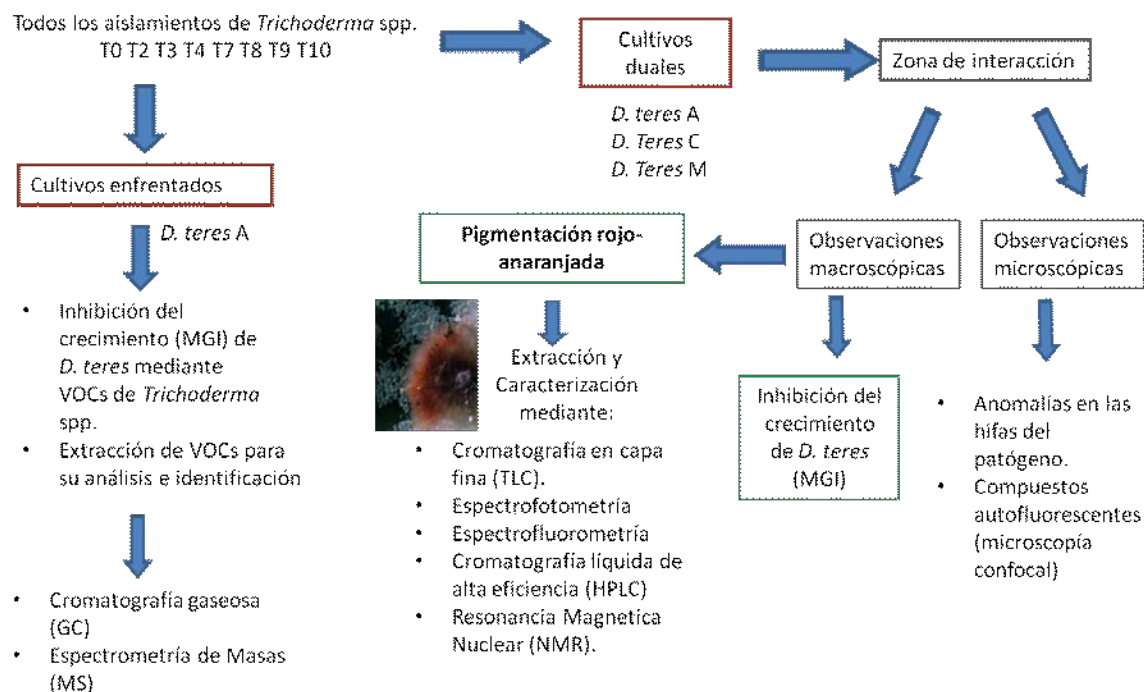 Todos los aislamientos de Trichoderma spp.
T0 T2 T3 T4 T7 T8 T9 T10
Cultivos
duales
Zona de interacción
D. teres A
D. Teres C
D. Teres M
Cultivos enfrentados
D. teres A
Pigmentación rojo-
anaranjada
Observaciones
macroscópicas
Observaciones
microscópicas
• Inhibición del
crecimiento (MGI) de
D. teres mediante
VOCs de Trichoderma
spp.
• Extracción de VOCs para
su análisis e identificación
Extracción y
Caracterización
mediante:
• Cromatografía en capa
fina (TLC).
• Espectrofotometría
• Espectrofluorometría
• Cromatografía líquida de
alta eficiencia (HPLC)
• Resonancia Magnetica
Nuclear (NMR).
Inhibición del
crecimiento
de D. teres
(MGI)
• Anomalías en las
hifas del
patógeno.
• Compuestos
autofluorescentes
(microscopía
confocal)
• Cromatografía gaseosa
(GC)
• Espectrometría de Masas
(MS)